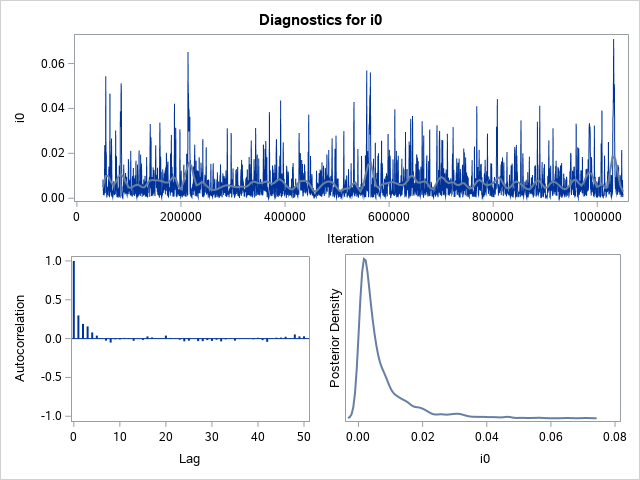 Diagnostics for i0
i0
0.06
0.04
0.02
0.00
0 200000 400000 600000 800000 1000000
Iteration
Autocorrelation
1.0
0.5
0.0
-0.5
-1.0
0 10 20 30 40 50
Lag
Posterior Density
0.00 0.02 0.04 0.06 0.08
i0